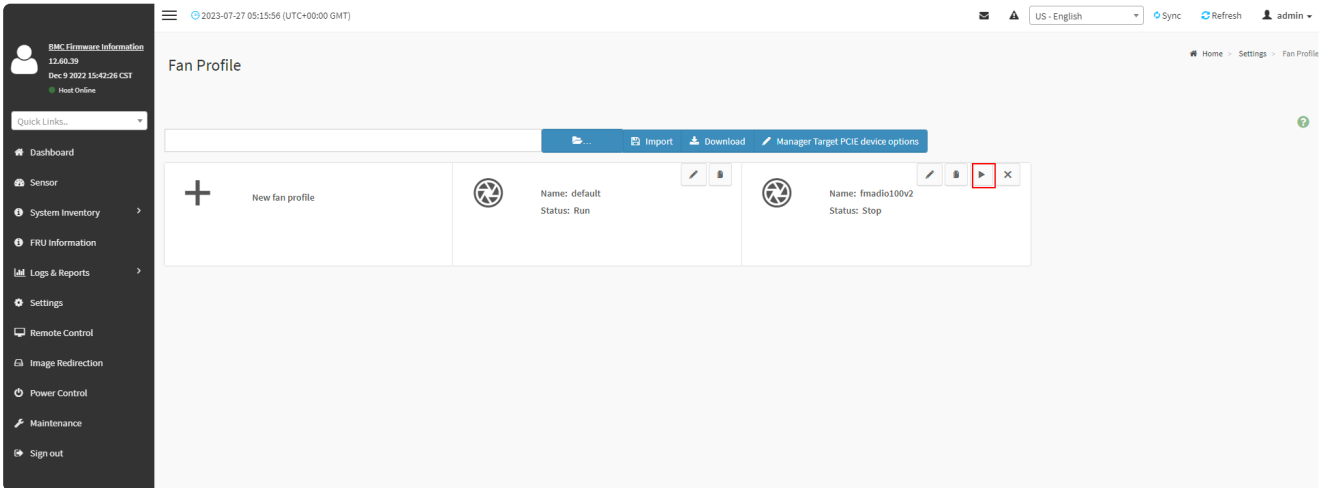 2023-07-27 05:15:56 (UTC+00:00 GMT)
US - English
Sync
Refresh
admin
BMC Firmware Information
12.60.39
Dec 9 2022 15:42:26 CST
Host Online
Quick Links..
Dashboard
Sensor
System Inventory
FRU Information
Logs & Reports
Settings
Remote Control
Image Redirection
Power Control
Maintenance
Sign out
Fan Profile
Home > Settings > Fan Profile
... Import Download Manager Target PCIE device options
New fan profile
Name: default
Status: Run
Name: fmadio100v2
Status: Stop